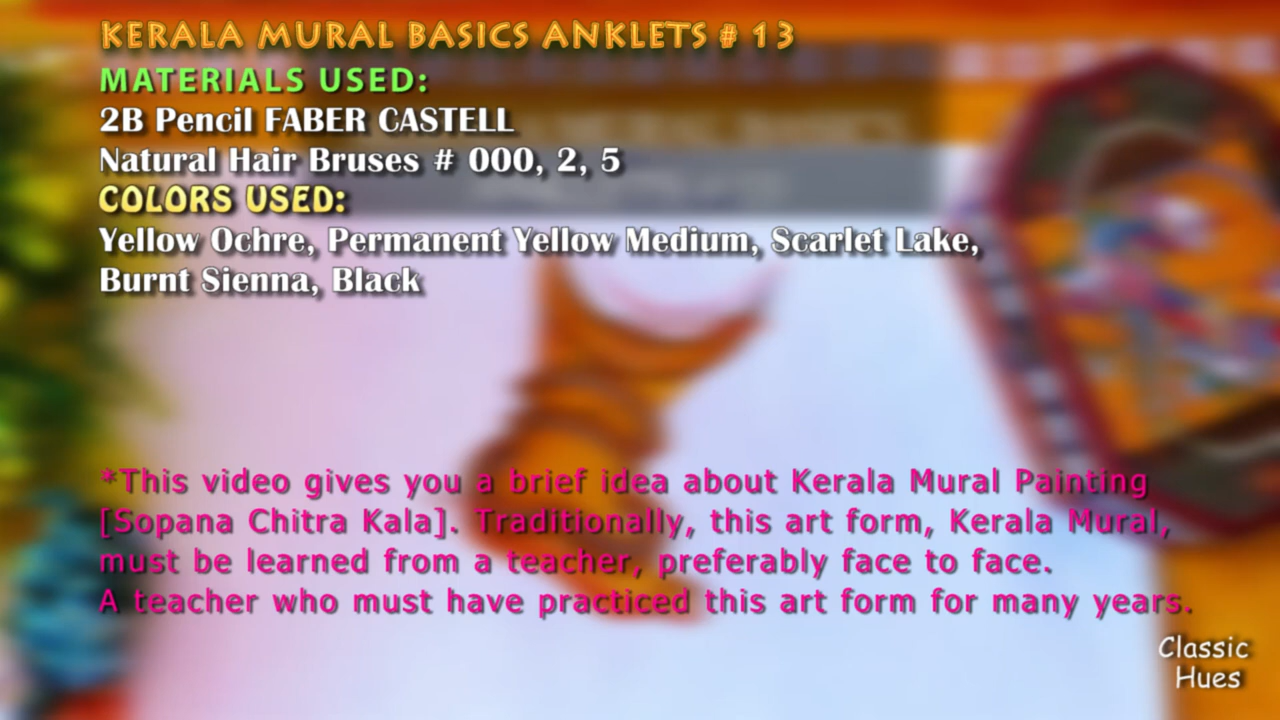 KERALA MURAL BASICS ANKLETS # 13
MATERIALS USED:
2B Pencil FABER CASTELL
Natural Hair Bruses # 000, 2, 5
COLORS USED:
Yellow Ochre, Permanent Yellow Medium, Scarlet Lake,
Burnt Sienna, Black
*This video gives you a brief idea about Kerala Mural Painting
[Sopana Chitra Kala]. Traditionally, this art form, Kerala Mural,
must be learned from a teacher, preferably face to face.
A teacher who must have practiced this art form for many years.
Classic
Hues